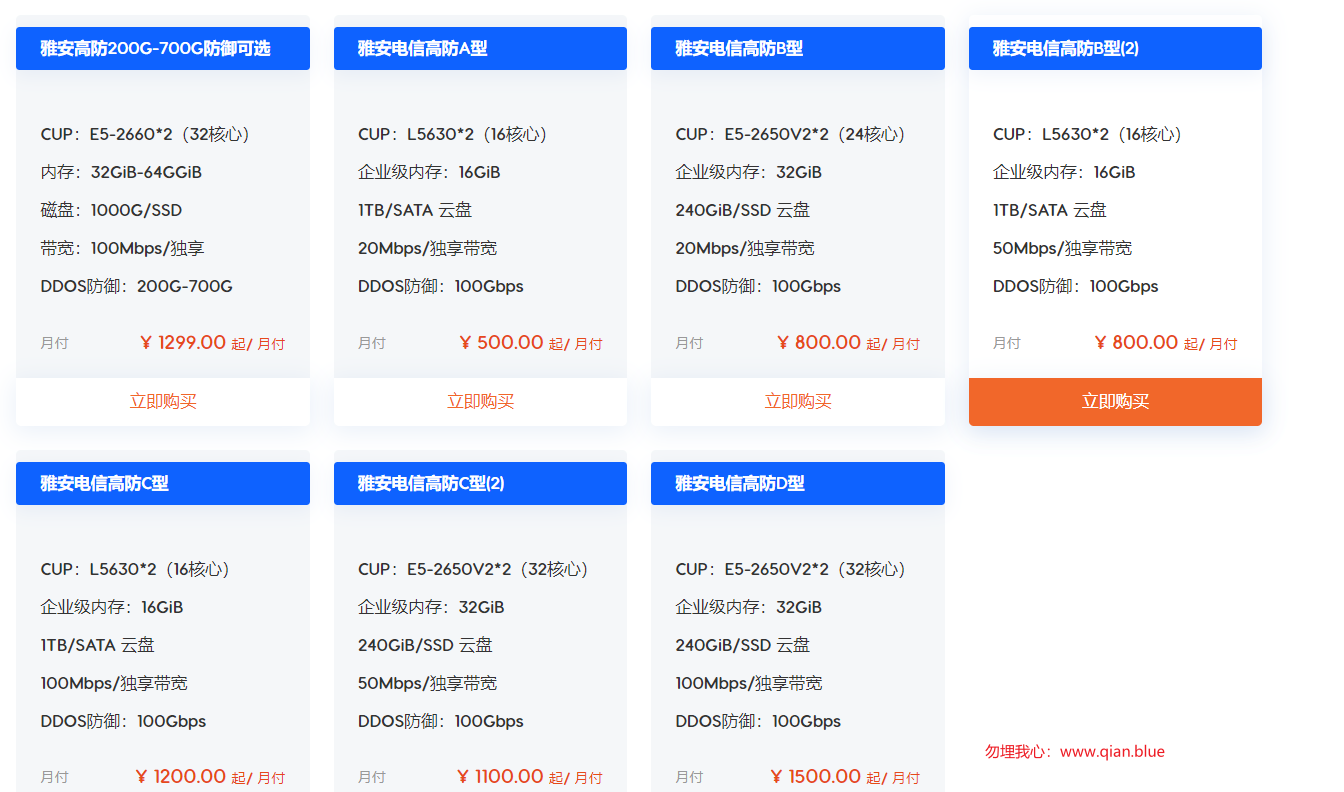 雅安高防200G-700G防御可选
CUP：E5-2660*2（32核心）
内存：32GiB-64GGiB
磁盘：1000G/SSD
带宽：100Mbps/独享
DDOS防御：200G-700G
月付 ¥ 1299.00 起/ 月付
立即购买
雅安电信高防A型
CUP：L5630*2（16核心）
企业级内存：16GiB
1TB/SATA 云盘
20Mbps/独享带宽
DDOS防御：100Gbps
月付 ¥ 500.00 起/ 月付
立即购买
雅安电信高防B型
CUP：E5-2650V2*2（24核心）
企业级内存：32GiB
240GiB/SSD 云盘
20Mbps/独享带宽
DDOS防御：100Gbps
月付 ¥ 800.00 起/ 月付
立即购买
雅安电信高防B型(2)
CUP：L5630*2（16核心）
企业级内存：16GiB
1TB/SATA 云盘
50Mbps/独享带宽
DDOS防御：100Gbps
月付 ¥ 800.00 起/ 月付
立即购买
雅安电信高防C型
CUP：L5630*2（16核心）
企业级内存：16GiB
1TB/SATA 云盘
100Mbps/独享带宽
DDOS防御：100Gbps
月付 ¥ 1200.00 起/ 月付
雅安电信高防C型(2)
CUP：E5-2650V2*2（32核心）
企业级内存：32GiB
240GiB/SSD 云盘
50Mbps/独享带宽
DDOS防御：100Gbps
月付 ¥ 1100.00 起/ 月付
雅安电信高防D型
CUP：E5-2650V2*2（32核心）
企业级内存：32GiB
240GiB/SSD 云盘
100Mbps/独享带宽
DDOS防御：100Gbps
月付 ¥ 1500.00 起/ 月付
勿埋我心：www.qian.blue